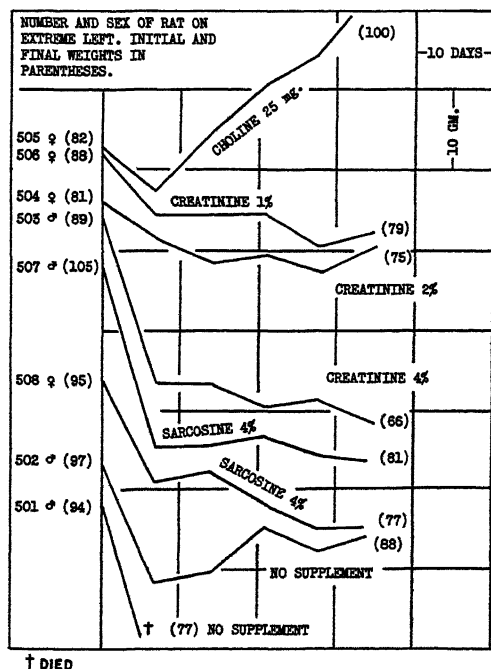 NUMBER AND SEX OF RAT ON
EXTREME LEFT. INITIAL AND
FINAL WEIGHTS IN
PARENTHESES.
(100)
10 DAYS
10 GM.
CHOLINE 25 mg.
505 ♀ (82)
506 ♀ (88)
CREATININE 1%
504 ♀ (81)
503 ♂ (89)
(79)
(75)
507 ♂ (105)
CREATININE 2%
508 ♀ (95)
CREATININE 4%
(66)
SARCOSINE 4%
(81)
502 ♂ (97)
SARCOSINE 4%
501 ♂ (94)
(77)
(88)
NO SUPPLEMENT
† (77) NO SUPPLEMENT
† DIED